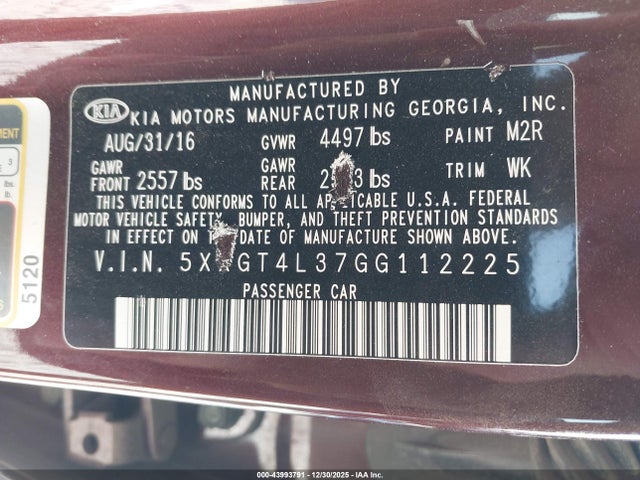 MANUFACTURED BY
KIA KIA MOTORS MANUFACTURING GEORGIA, INC.
AUG/31/16 GVWR 4497 lbs PAINT M2R
GAWR FRONT 2557 lbs GAWR REAR lbs TRIM WK
THIS VEHICLE CONFORMS TO ALL U.S.A. FEDERAL
MOTOR VEHICLE SAFETY, BUMPER, AND THEFT PREVENTION STANDARDS
IN EFFECT ON THE DATE OF MANUFACTURE SHOWN ABOVE.
V.I.N.
PASSENGER CAR
5120
000-43993791 - 12/30/2025 - IAA Inc.